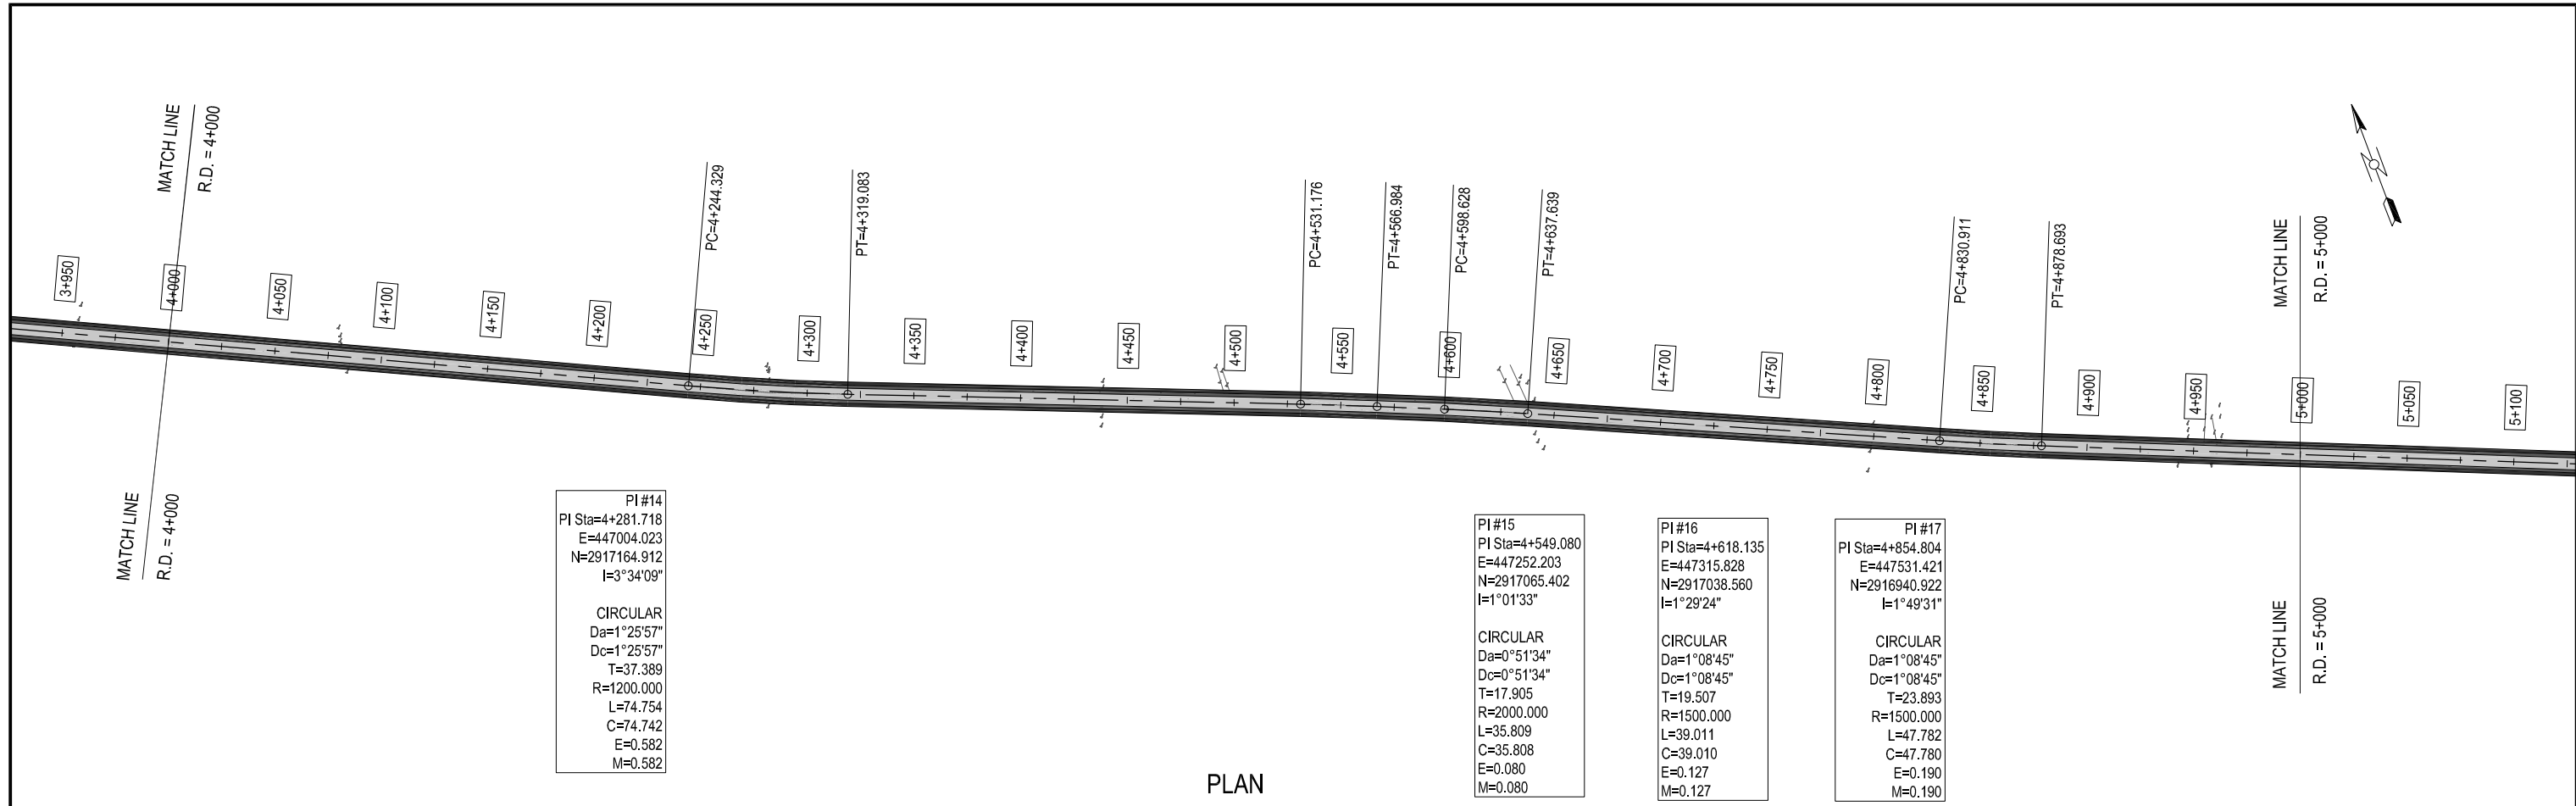 MATCH LINE
R.D. = 4+000
PC=4+244.329
PT=4+319.083
PC=4+531.176
PT=4+566.984
PC=4+598.628
PT=4+637.639
PC=4+830.911
PT=4+878.693
MATCH LINE
R.D. = 5+000
3+950
4+000
4+050
4+100
4+150
4+200
4+250
4+300
4+350
4+400
4+450
4+500
4+550
4+600
4+650
4+700
4+750
4+800
4+850
4+900
4+950
5+000
5+050
5+100
MATCH LINE
R.D. = 4+000
PI #14
PI Sta=4+281.718
E=447004.023
N=2917164.912
I=3°34'09"
CIRCULAR
Da=1°25'57"
Dc=1°25'57"
T=37.389
R=1200.000
L=74.754
C=74.742
E=0.582
M=0.582
PI #15
PI Sta=4+549.080
E=447252.203
N=2917065.402
I=1°01'33"
CIRCULAR
Da=0°51'34"
Dc=0°51'34"
T=17.905
R=2000.000
L=35.809
C=35.808
E=0.080
M=0.080
PI #16
PI Sta=4+618.135
E=447315.828
N=2917038.560
I=1°29'24"
CIRCULAR
Da=1°08'45"
Dc=1°08'45"
T=19.507
R=1500.000
L=39.011
C=39.010
E=0.127
M=0.127
PI #17
PI Sta=4+854.804
E=447531.421
N=2916940.922
I=1°49'31"
CIRCULAR
Da=1°08'45"
Dc=1°08'45"
T=23.893
R=1500.000
L=47.782
C=47.780
E=0.190
M=0.190
MATCH LINE
R.D. = 5+000
PLAN